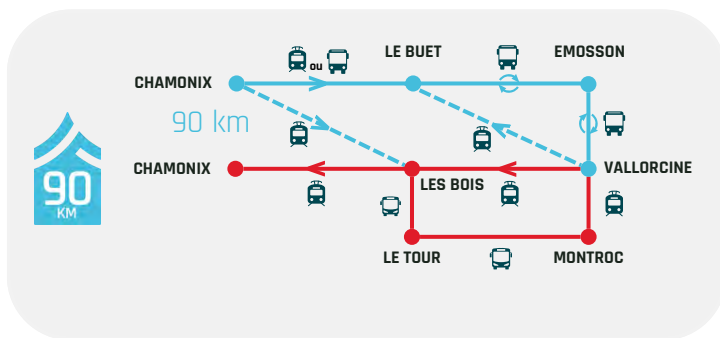 ou
LE BUET
EMOSSON
CHAMONIX
90 km
90
KM
CHAMONIX
LES BOIS
VALLORCINE
LE TOUR
MONTROC